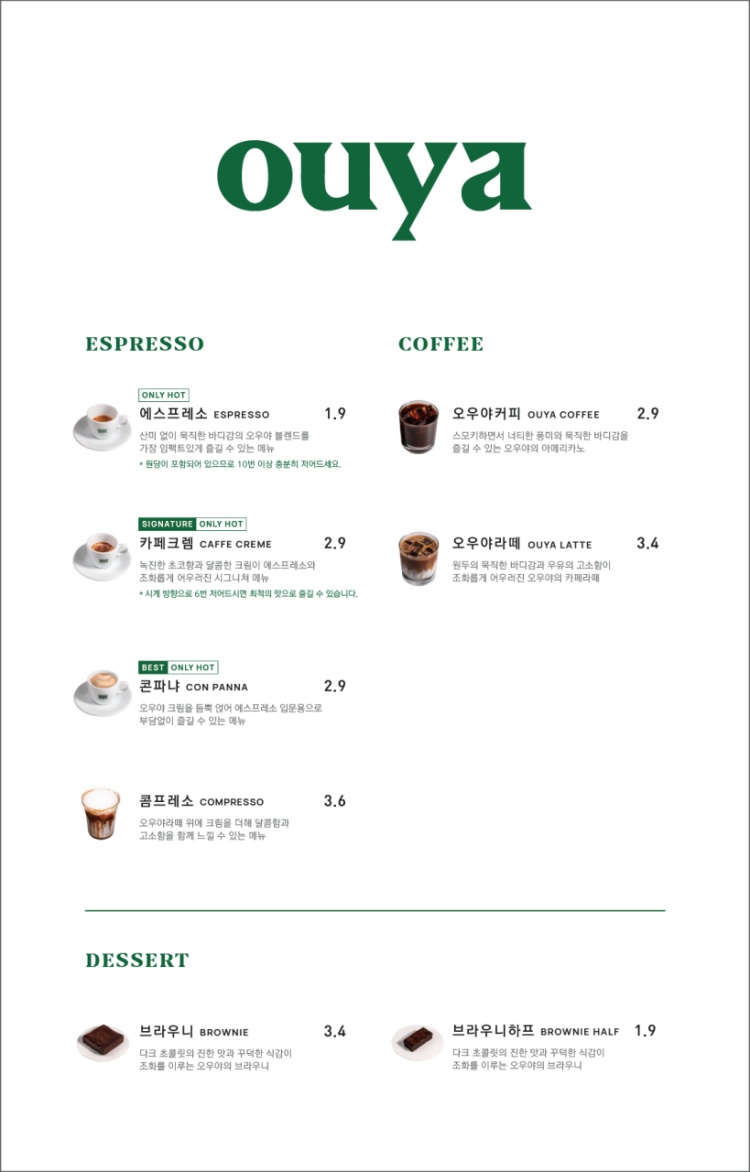 ouya
ESPRESSO
ONLY HOT
에스프레소 ESPRESSO 1.9
산미 없이 묵직한 바디감의 오우야 블렌드를
가장 임팩트있게 즐길 수 있는 메뉴
* 원당이 포함되어 있으므로 10번 이상 충분히 저어드세요.
SIGNATURE ONLY HOT
카페크렘 CAFFE CREME 2.9
녹진한 초코향과 달콤한 크림이 에스프레소와
조화롭게 어우러진 시그니처 메뉴
* 시계 방향으로 6번 저어드시면 최적의 맛으로 즐길 수 있습니다.
BEST ONLY HOT
콘파냐 CON PANNA 2.9
오우야 크림을 듬뿍 얹어 에스프레소 입문용으로
부담없이 즐길 수 있는 메뉴
콤프레소 COMPRESSO 3.6
오우야라떼 위에 크림을 더해 달콤함과
고소함을 함께 느낄 수 있는 메뉴
COFFEE
오우야커피 OUYA COFFEE 2.9
스모키하면서 너티한 풍미와 묵직한 바디감을
즐길 수 있는 오우야의 아메리카노
오우야라떼 OUYA LATTE 3.4
원두의 묵직한 바디감과 우유의 고소함이
조화롭게 어우러진 오우야의 카페라떼
DESSERT
브라우니 BROWNIE 3.4
다크 초콜릿의 진한 맛과 꾸덕한 식감이
조화를 이루는 오우야의 브라우니
브라우니하프 BROWNIE HALF 1.9
다크 초콜릿의 진한 맛과 꾸덕한 식감이
조화를 이루는 오우야의 브라우니